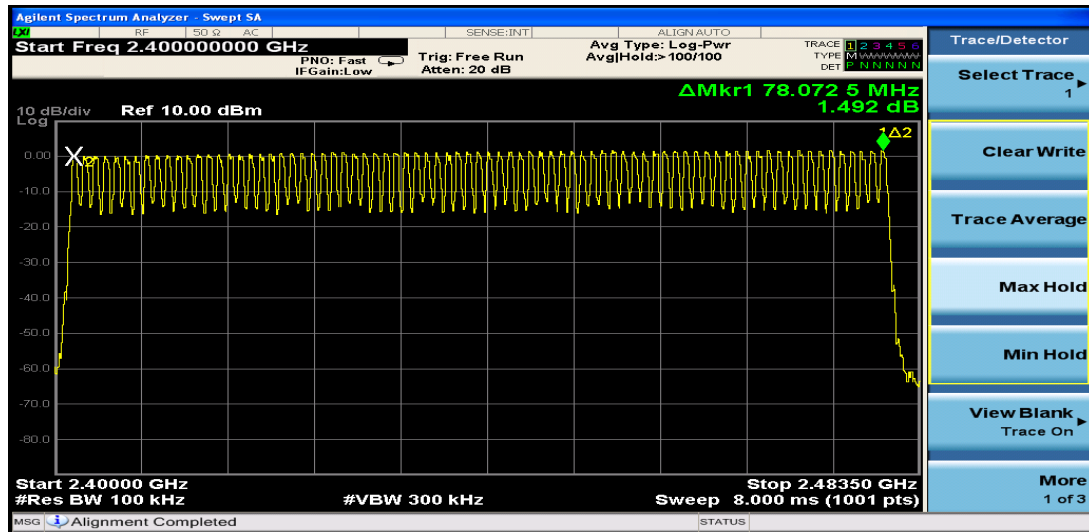 Agilent Spectrum Analyzer - Swept SA
LXI RF 50 Ω AC SENSE:INT ALIGN AUTO
Start Freq 2.400000000 GHz
PNO: Fast
IFGain:Low
Trig: Free Run
Atten: 20 dB
Avg Type: Log-Pwr
Avg|Hold:>100/100
TRACE 1 2 3 4 5 6
TYPE M
DET P N N N N N
ΔMkr1 78.072 5 MHz
1.492 dB
10 dB/div Ref 10.00 dBm
Log
1Δ2
0.00
X2
-10.0
-20.0
-30.0
-40.0
-50.0
-60.0
-70.0
-80.0
Start 2.40000 GHz Stop 2.48350 GHz
#Res BW 100 kHz #VBW 300 kHz Sweep 8.000 ms (1001 pts)
MSG Alignment Completed STATUS
Trace/Detector
Select Trace
1
Clear Write
Trace Average
Max Hold
Min Hold
View Blank
Trace On
More
1 of 3